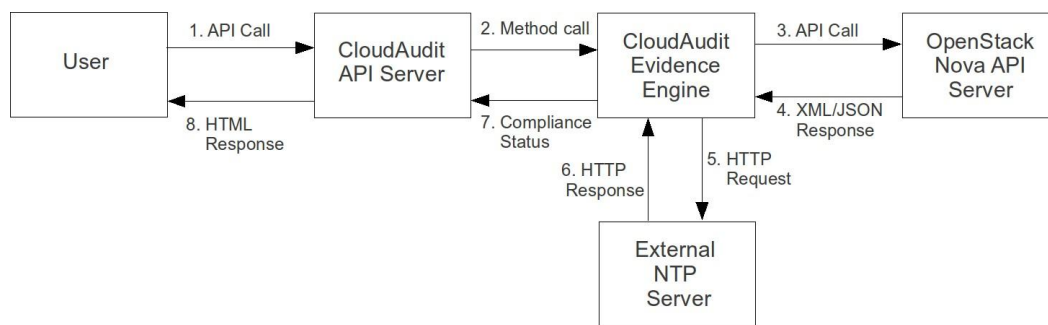 User
1. API Call
8. HTML
Response
CloudAudit
API Server
2. Method call
7. Compliance
Status
CloudAudit
Evidence
Engine
3. API Call
4. XML/JSON
Response
OpenStack
Nova API
Server
6. HTTP
Response
5. HTTP
Request
External
NTP
Server